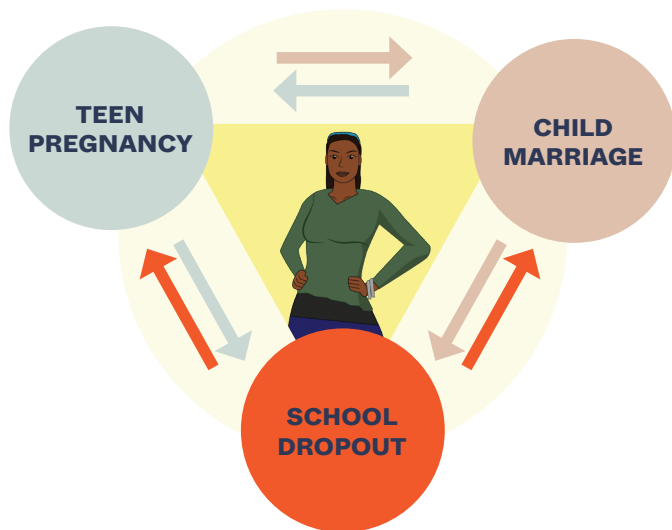 TEEN
PREGNANCY
CHILD
MARRIAGE
SCHOOL
DROPOUT